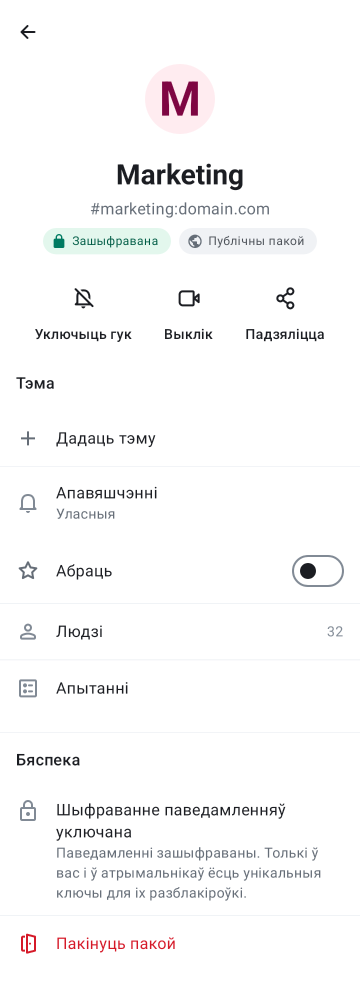 M
Marketing
#marketing:domain.com
Зашыфравана
Публічны пакой
Уключыць гук
Выклік
Падзяліцца
Тэма
Дадаць тэму
Апавяшчэнні
Уласныя
Абраць
Людзі 32
Апытанні
Бяспека
Шыфраванне паведамленняў
уключана
Паведамленні зашыфраваны. Толькі ў
вас і ў атрымальнікаў ёсць унікальныя
ключы для іх разблакіроўкі.
Пакінуць пакой